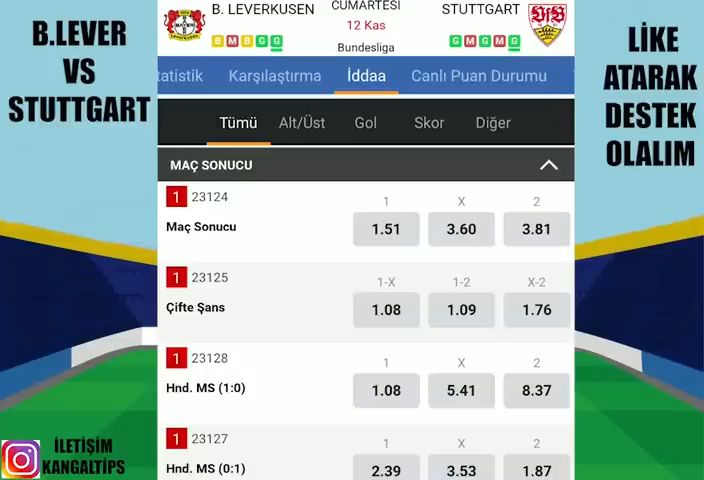 B.LEVER
VS
STUTTGART
B. LEVERKUSEN
B M B G G
CUMARTESİ
12 Kas
Bundesliga
STUTTGART
G M G M G
LİKE
ATARAK
DESTEK
OLALIM
tatistik Karşılaştırma İddaa Canlı Puan Durumu
Tümü Alt/Üst Gol Skor Diğer
MAÇ SONUCU
1 23124
Maç Sonucu
1 X 2
1.51 3.60 3.81
1 23125
Çifte Şans
1-X 1-2 X-2
1.08 1.09 1.76
1 23128
Hnd. MS (1:0)
1 X 2
1.08 5.41 8.37
1 23127
Hnd. MS (0:1)
1 X 2
2.39 3.53 1.87
İLETİŞİM
KANGALTİPS